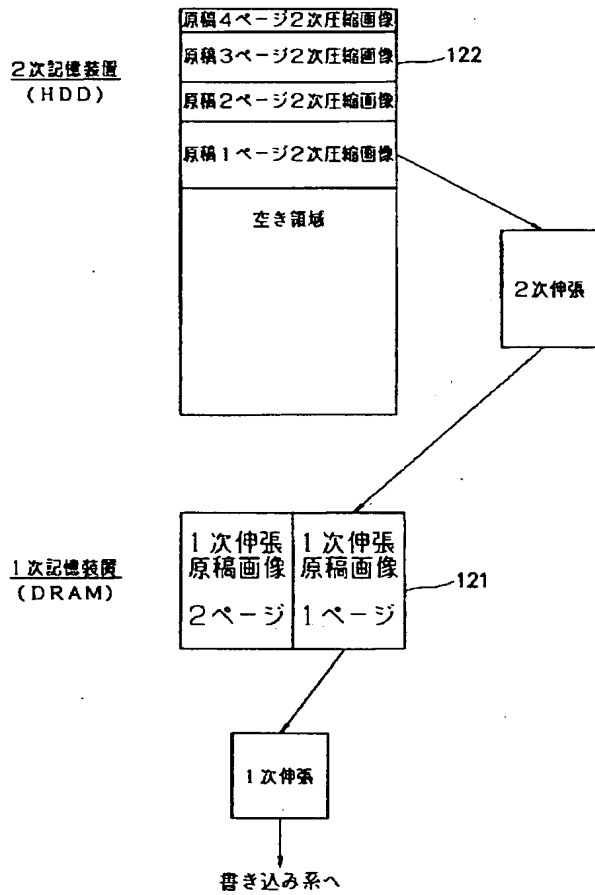 原稿4ページ2次圧縮画像
原稿3ページ2次圧縮画像
122
2次記憶装置
(HDD)
原稿2ページ2次圧縮画像
原稿1ページ2次圧縮画像
空き領域
2次伸張
1次伸張
原稿画像
2ページ
1次伸張
原稿画像
1ページ
121
1次記憶装置
(DRAM)
1次伸張
書き込み系へ